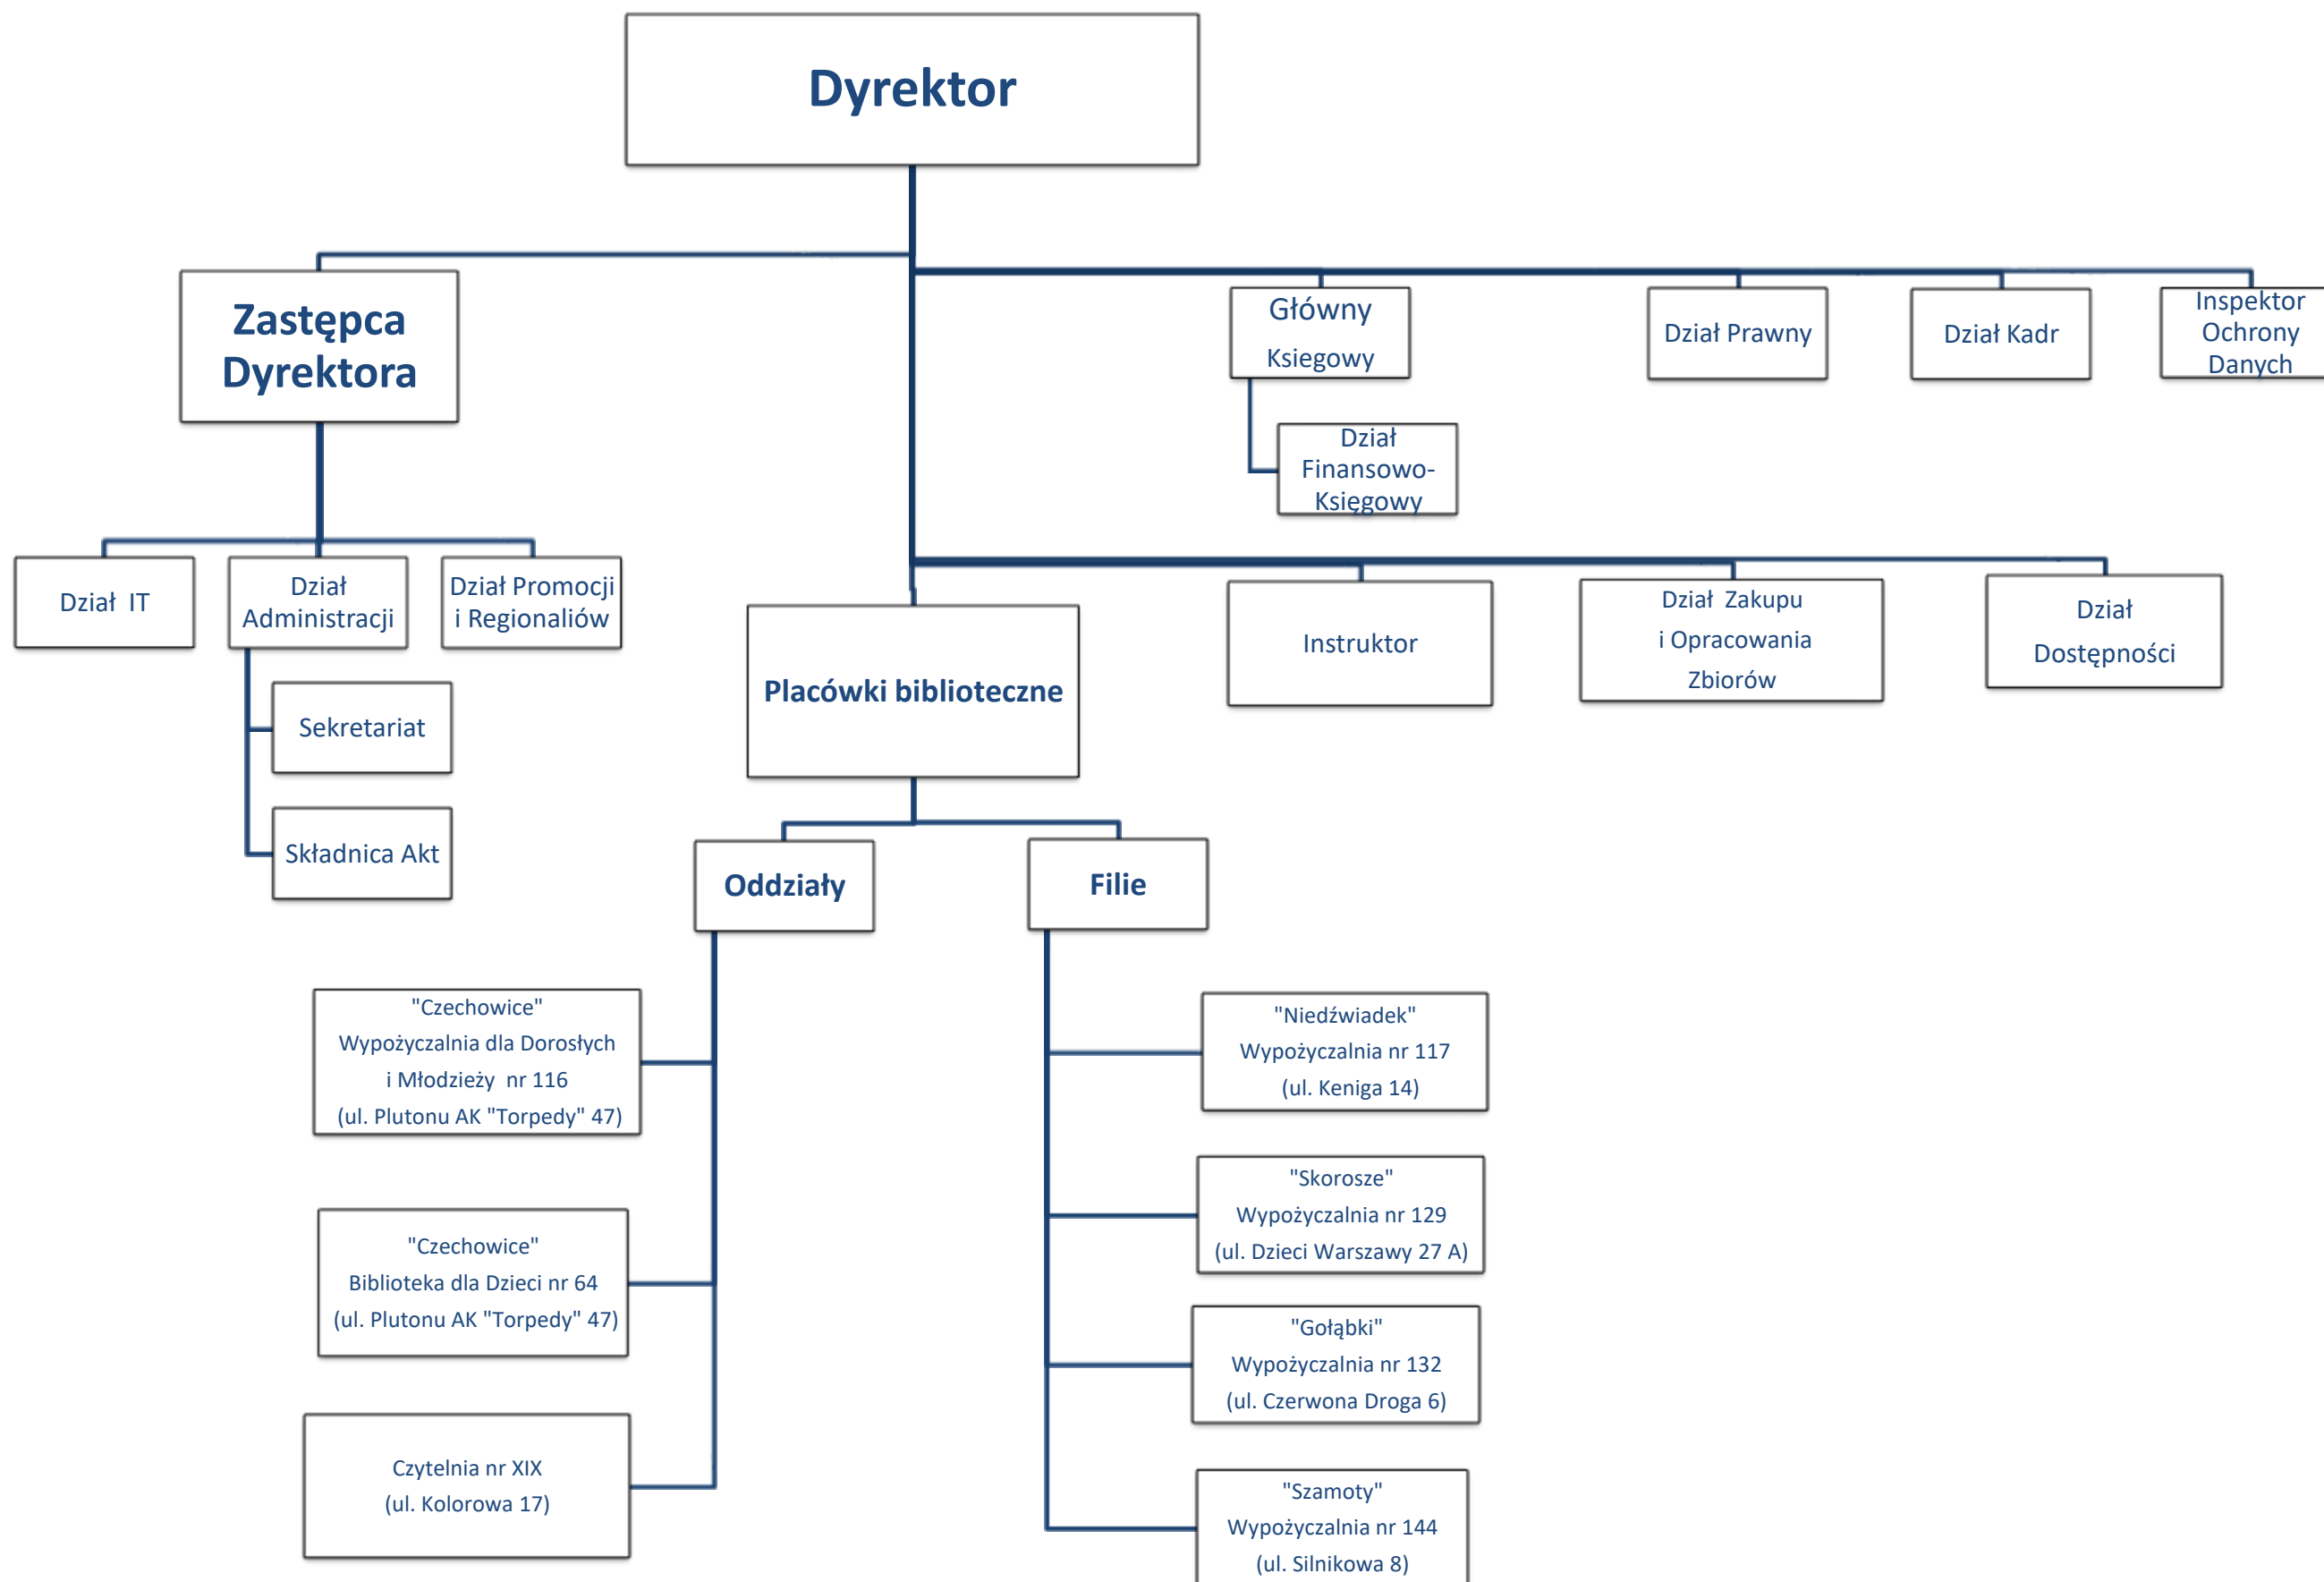 Dyrektor
Zastępca
Dyrektora
Główny
Ksiegowy
Dział Prawny
Dział Kadr
Inspektor
Ochrony
Danych
Dział
Finansowo-
Księgowy
Dział  IT
Dział
Administracji
Dział Promocji
i Regionaliów
Sekretariat
Składnica Akt
Placówki biblioteczne
Instruktor
Dział  Zakupu
i Opracowania
Zbiorów
Dział
Dostępności
Oddziały
Filie
"Czechowice"
Wypożyczalnia dla Dorosłych
i Młodzieży  nr 116
(ul. Plutonu AK "Torpedy" 47)
"Czechowice"
Biblioteka dla Dzieci nr 64
(ul. Plutonu AK "Torpedy" 47)
Czytelnia nr XIX
(ul. Kolorowa 17)
"Niedźwiadek"
Wypożyczalnia nr 117
(ul. Keniga 14)
"Skorosze"
Wypożyczalnia nr 129
(ul. Dzieci Warszawy 27 A)
"Gołąbki"
Wypożyczalnia nr 132
(ul. Czerwona Droga 6)
"Szamoty"
Wypożyczalnia nr 144
(ul. Silnikowa 8)